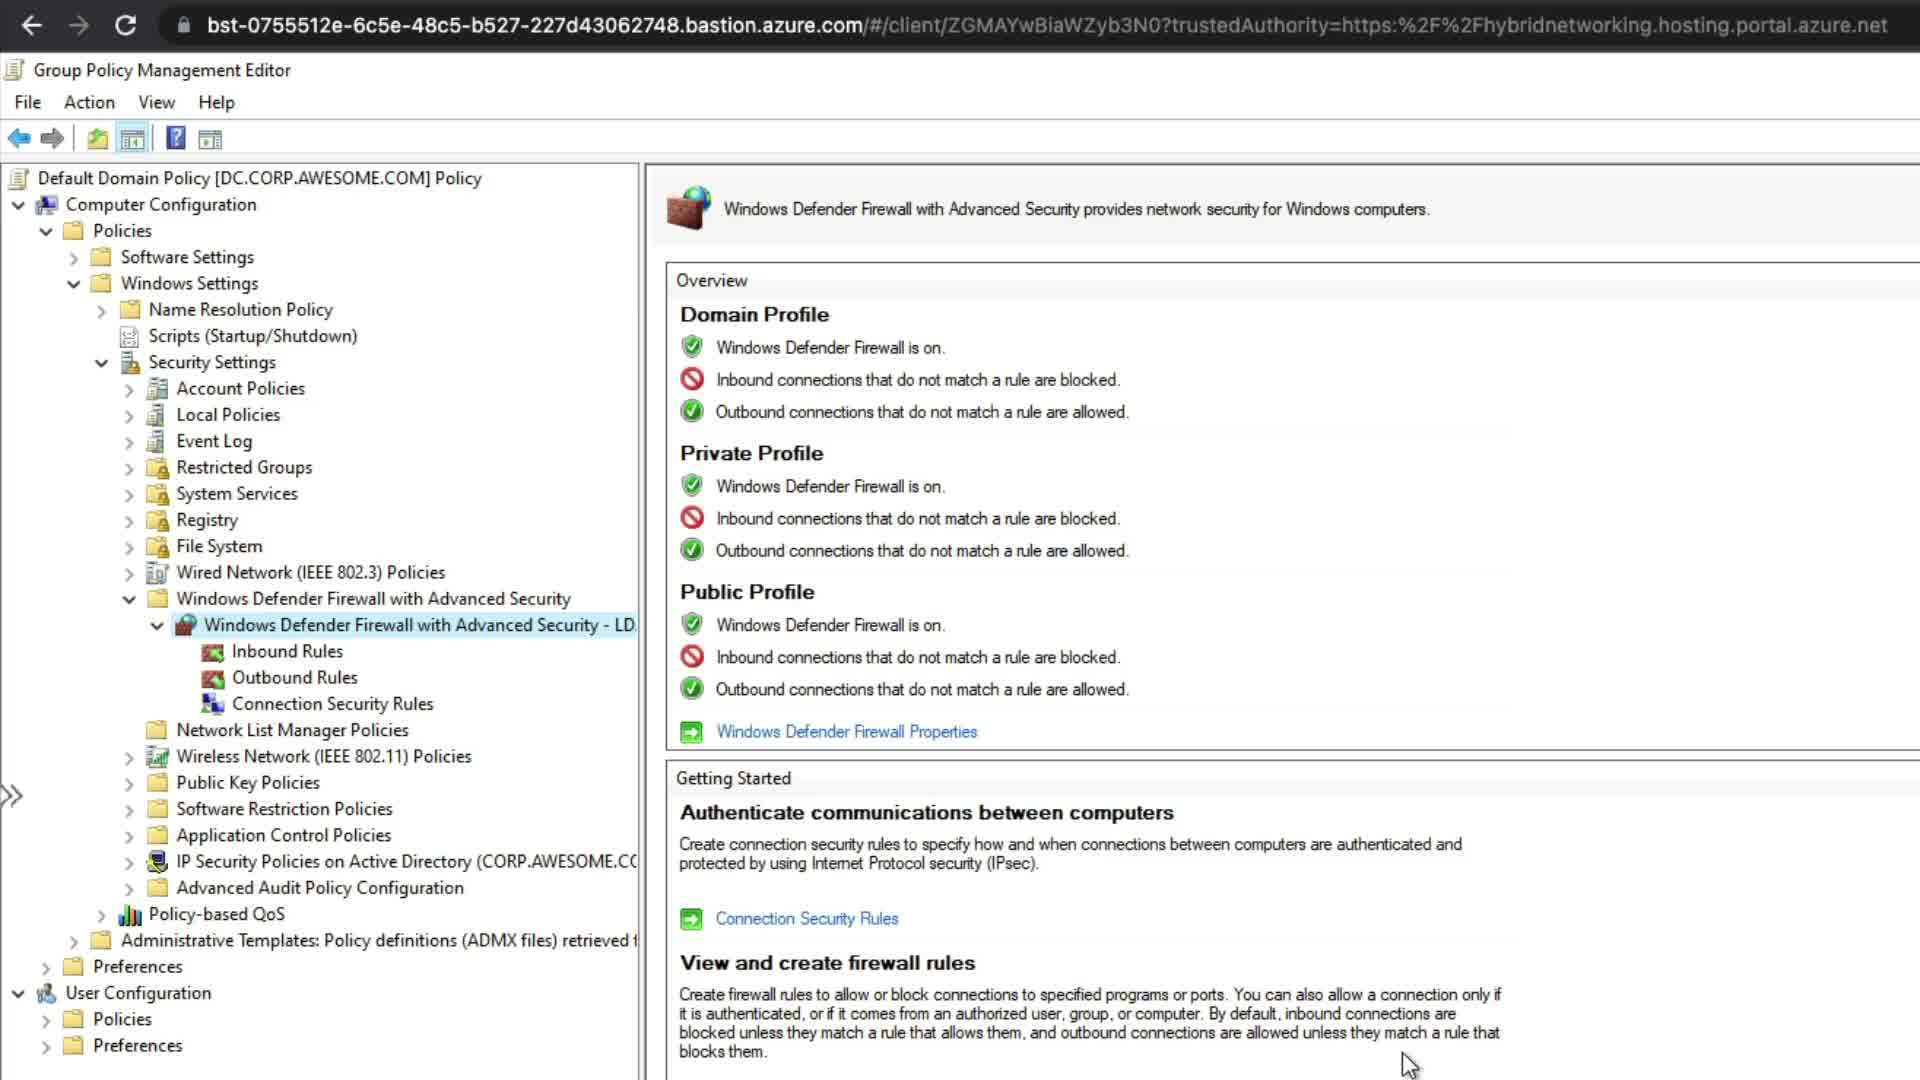 bst-0755512e-6c5e-48c5-b527-227d43062748.bastion.azure.com/#/client/ZGMAYwBiaWZyb3N0?trustedAuthority=https:%2F%2Fhybridnetworking.hosting.portal.azure.net
Group Policy Management Editor
File Action View Help
Default Domain Policy [DC.CORP.AWESOME.COM] Policy
Computer Configuration
Policies
Software Settings
Windows Settings
Name Resolution Policy
Scripts (Startup/Shutdown)
Security Settings
Account Policies
Local Policies
Event Log
Restricted Groups
System Services
Registry
File System
Wired Network (IEEE 802.3) Policies
Windows Defender Firewall with Advanced Security
Windows Defender Firewall with Advanced Security - LD
Inbound Rules
Outbound Rules
Connection Security Rules
Network List Manager Policies
Wireless Network (IEEE 802.11) Policies
Public Key Policies
Software Restriction Policies
Application Control Policies
IP Security Policies on Active Directory (CORP.AWESOME.CO
Advanced Audit Policy Configuration
Policy-based QoS
Administrative Templates: Policy definitions (ADMX files) retrieved f
Preferences
User Configuration
Policies
Preferences
Windows Defender Firewall with Advanced Security provides network security for Windows computers.
Overview
Domain Profile
Windows Defender Firewall is on.
Inbound connections that do not match a rule are blocked.
Outbound connections that do not match a rule are allowed.
Private Profile
Windows Defender Firewall is on.
Inbound connections that do not match a rule are blocked.
Outbound connections that do not match a rule are allowed.
Public Profile
Windows Defender Firewall is on.
Inbound connections that do not match a rule are blocked.
Outbound connections that do not match a rule are allowed.
Windows Defender Firewall Properties
Getting Started
Authenticate communications between computers
Create connection security rules to specify how and when connections between computers are authenticated and
protected by using Internet Protocol security (IPsec).
Connection Security Rules
View and create firewall rules
Create firewall rules to allow or block connections to specified programs or ports. You can also allow a connection only if
it is authenticated, or if it comes from an authorized user, group, or computer. By default, inbound connections are
blocked unless they match a rule that allows them, and outbound connections are allowed unless they match a rule that
blocks them.